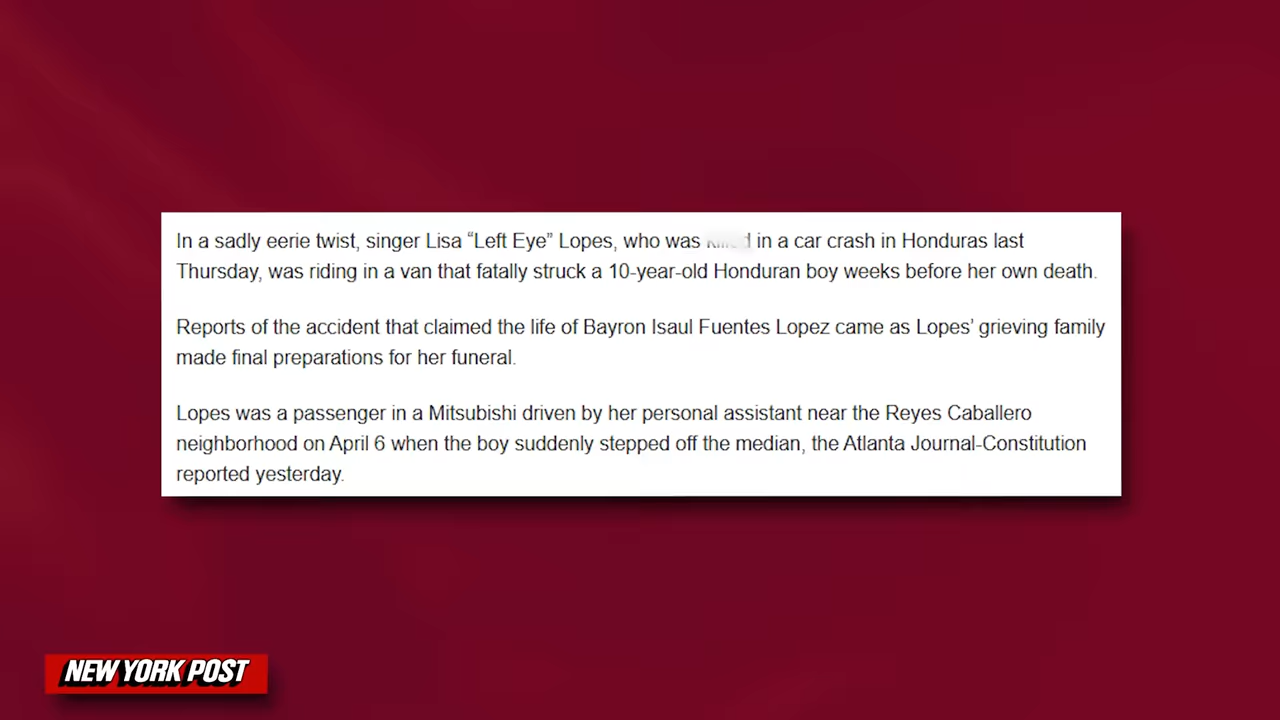 In a sadly eerie twist, singer Lisa “Left Eye” Lopes, who was in a car crash in Honduras last
Thursday, was riding in a van that fatally struck a 10-year-old Honduran boy weeks before her own death.
Reports of the accident that claimed the life of Bayron Isaul Fuentes Lopez came as Lopes’ grieving family
made final preparations for her funeral.
Lopes was a passenger in a Mitsubishi driven by her personal assistant near the Reyes Caballero
neighborhood on April 6 when the boy suddenly stepped off the median, the Atlanta Journal-Constitution
reported yesterday.
NEW YORK POST